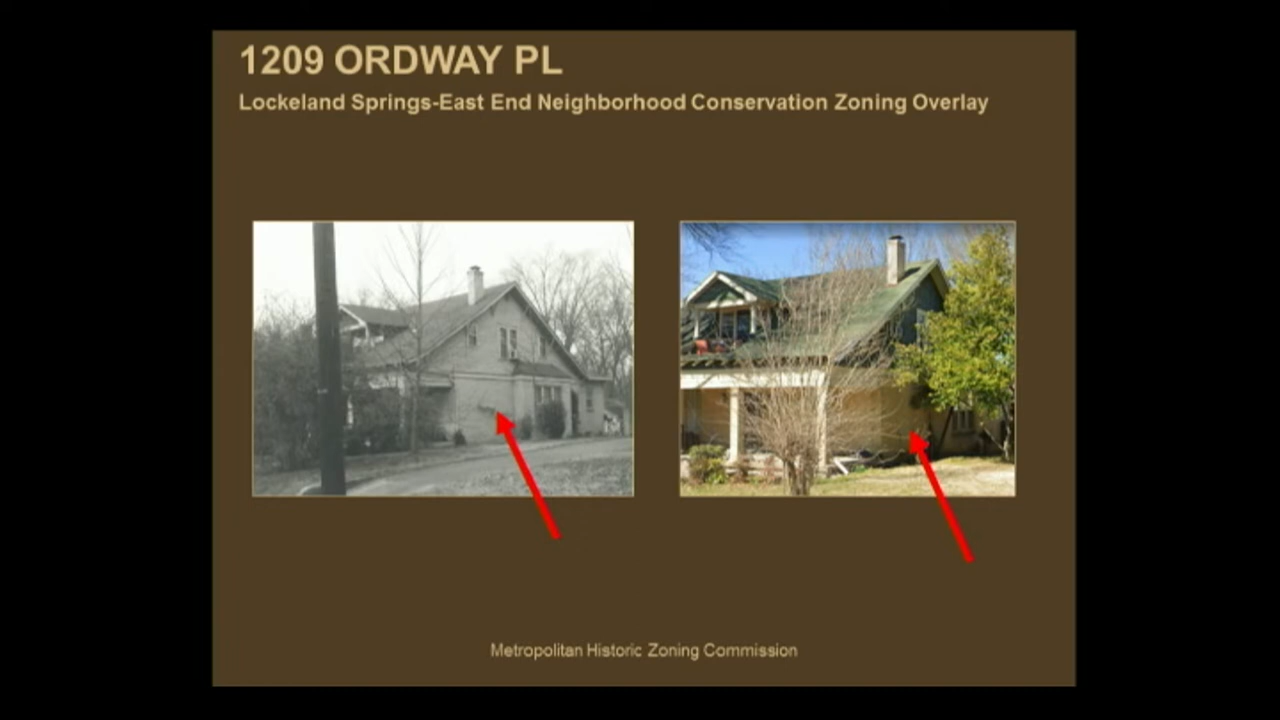 1209 ORDWAY PL
Lockeland Springs-East End Neighborhood Conservation Zoning Overlay
Metropolitan Historic Zoning Commission